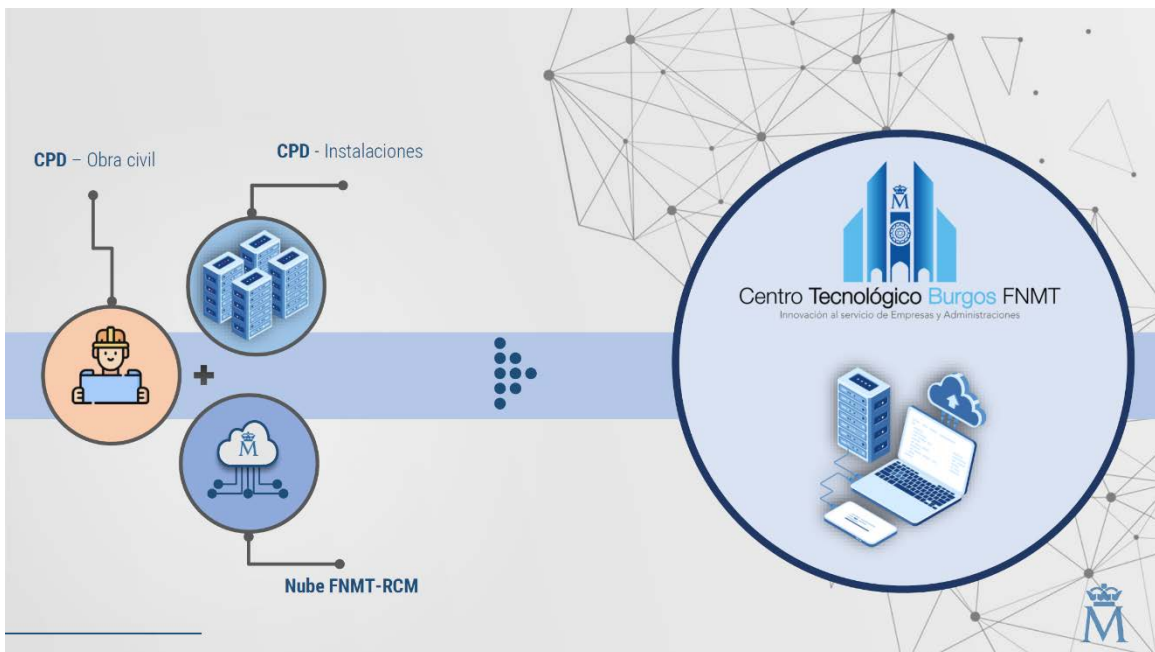 CPD – Obra civil
CPD - Instalaciones
Nube FNMT-RCM
M
M
Centro Tecnológico Burgos FNMT
Innovación al servicio de Empresas y Administraciones
M